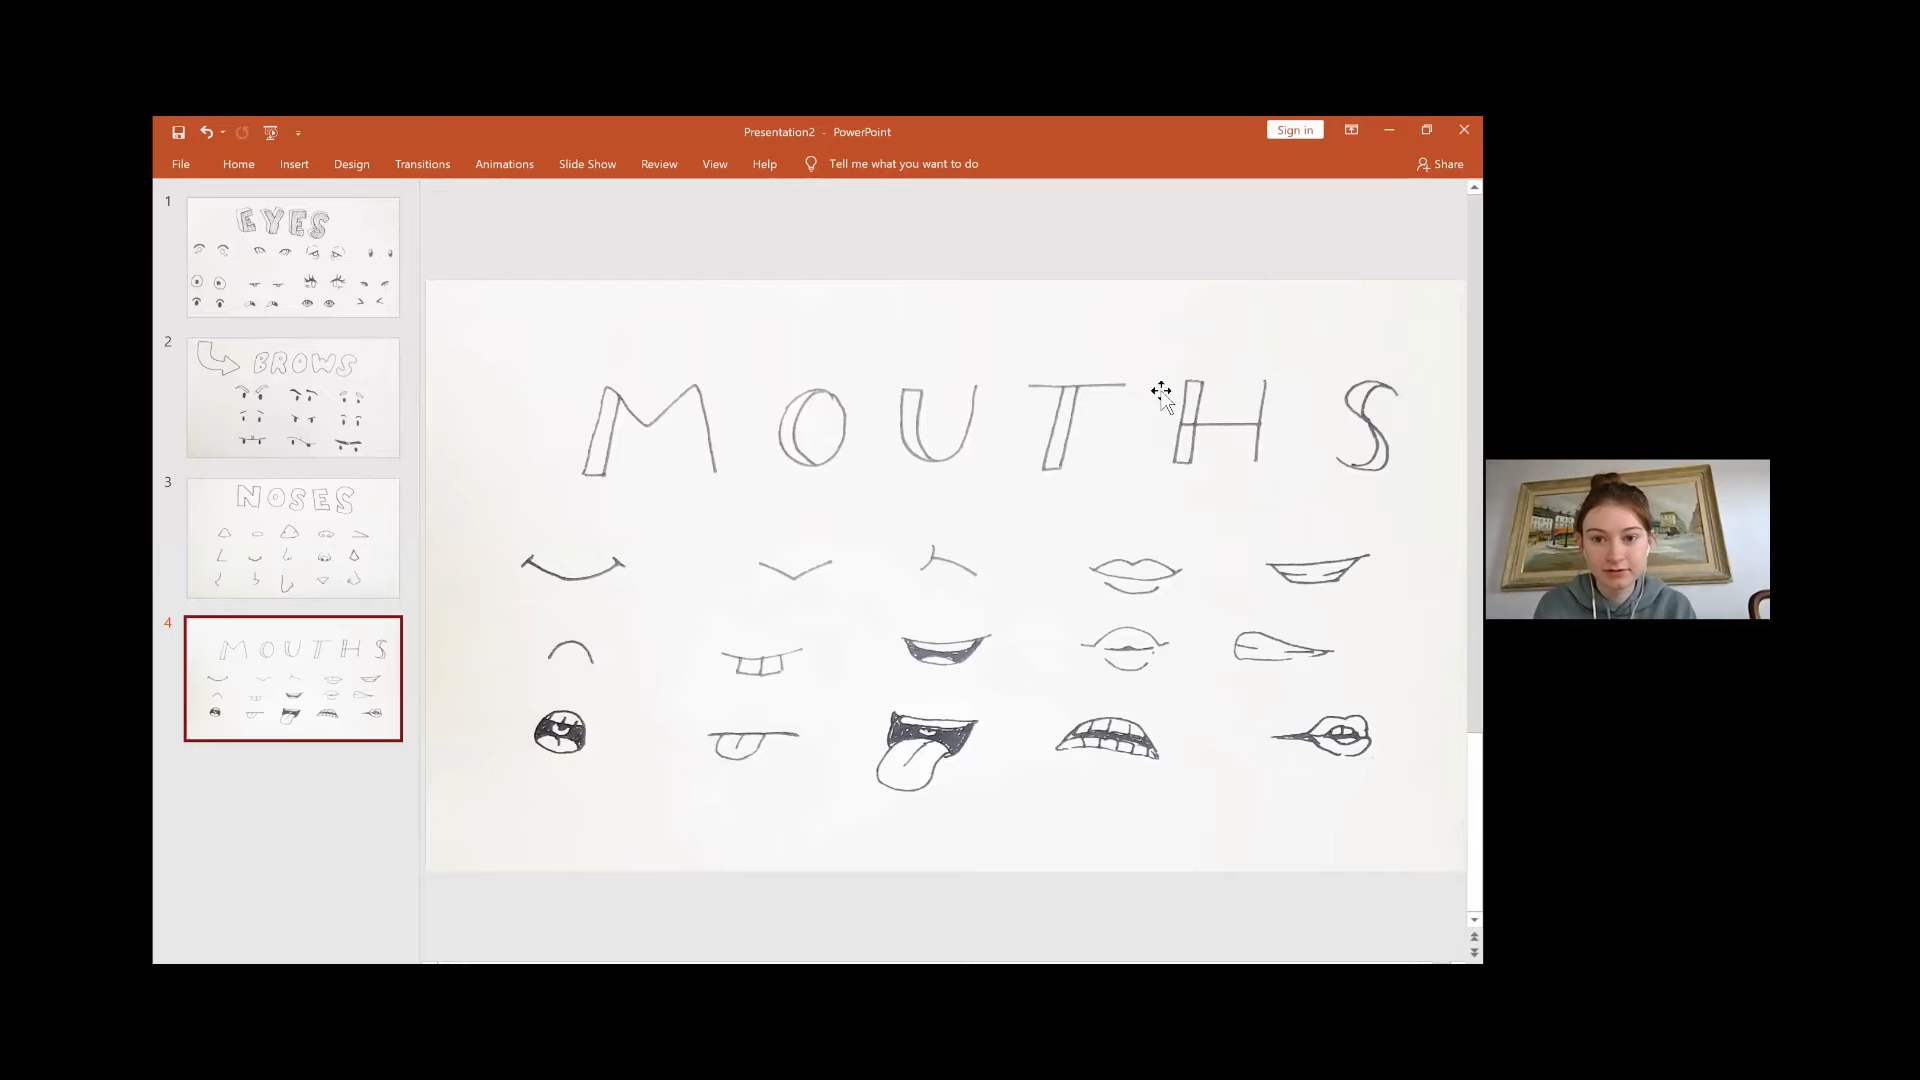 Presentation2 - PowerPoint
Sign in
File Home Insert Design Transitions Animations Slide Show Review View Help Tell me what you want to do
Share
1
EYES
2
BROWS
3
NOSES
4
MOUTHS
MOUTHS